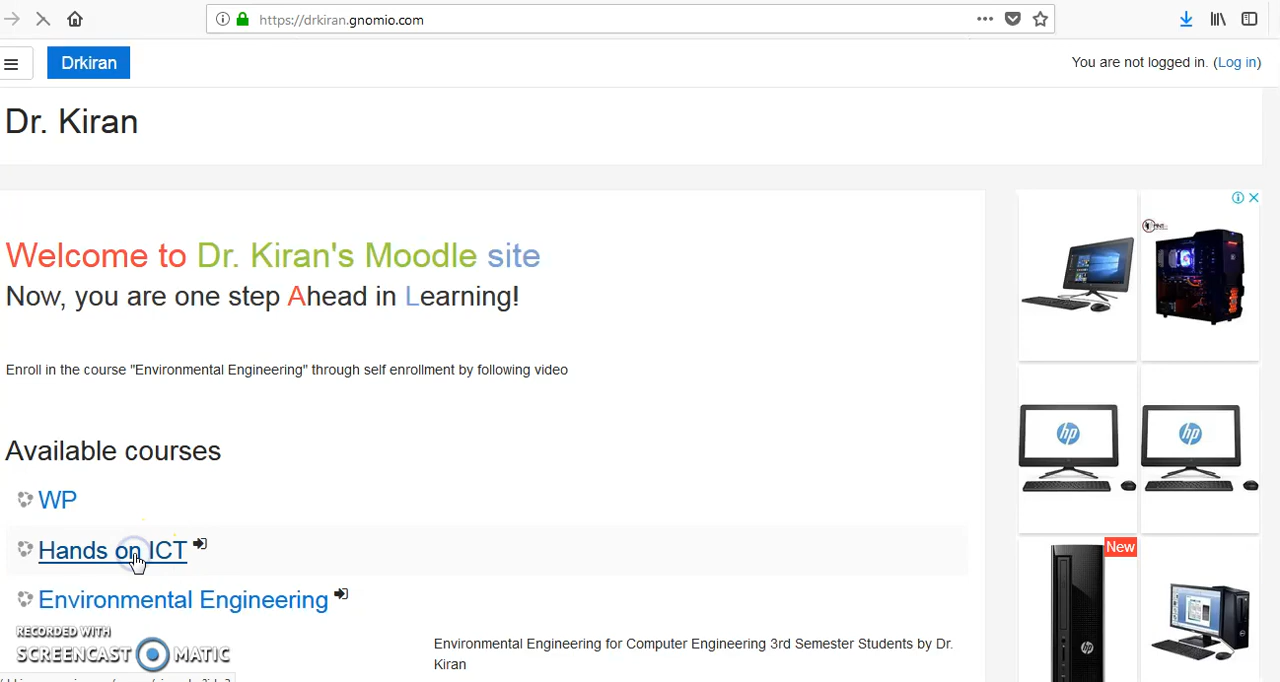 https://drkiran.gnomio.com
Drkiran
You are not logged in. (Log in)
Dr. Kiran
Welcome to Dr. Kiran's Moodle site
Now, you are one step Ahead in Learning!
Enroll in the course "Environmental Engineering" through self enrollment by following video
Available courses
WP
Hands on ICT
Environmental Engineering
Environmental Engineering for Computer Engineering 3rd Semester Students by Dr.
Kiran
RECORDED WITH
SCREENCAST MATIC
hp
hp
New
hp